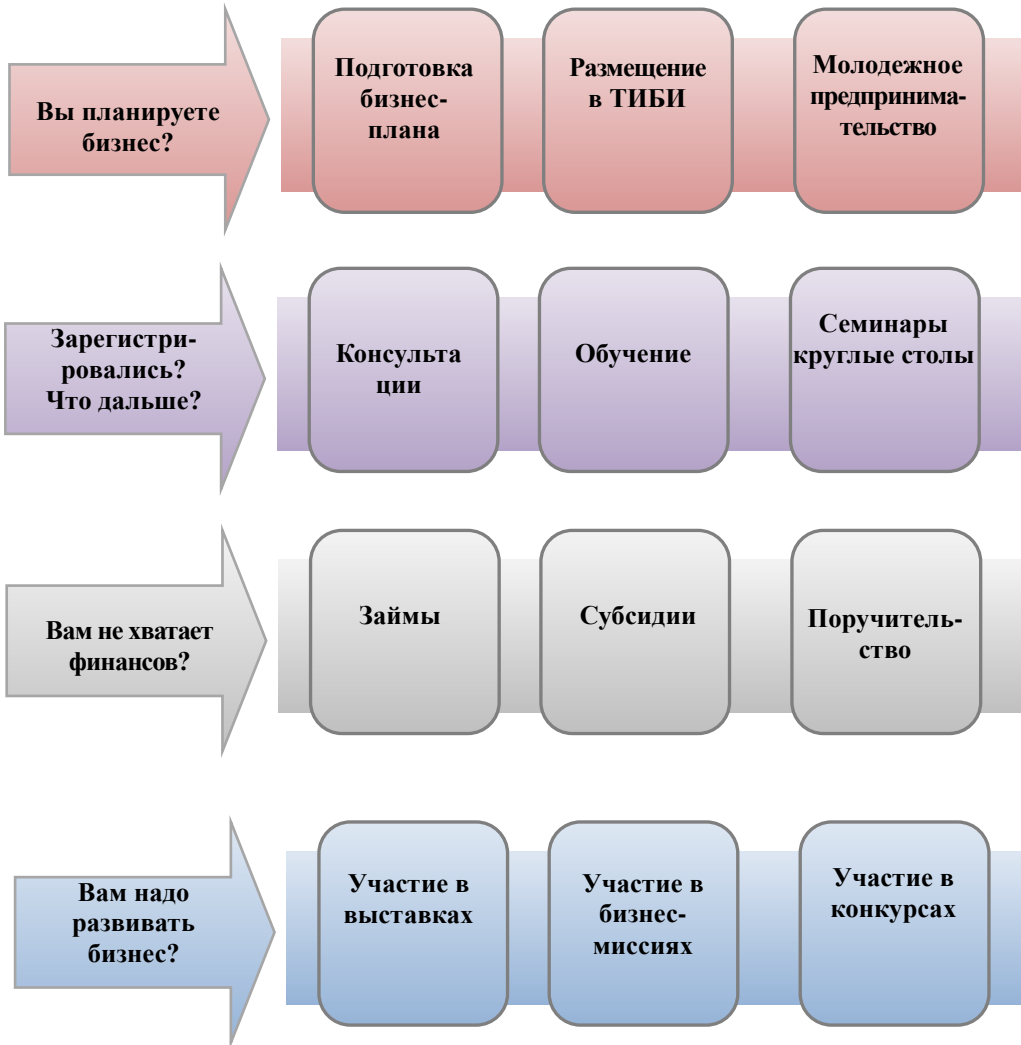 Вы планируете
бизнес?
Подготовка
бизнес-
плана
Размещение
в ТИБИ
Молодежное
предпринима-
тельство
Зарегистри-
ровались?
Что дальше?
Консульта
ции
Обучение
Семинары
круглые столы
Вам не хватает
финансов?
Займы
Субсидии
Поручитель-
ство
Вам надо
развивать
бизнес?
Участие в
выставках
Участие в
бизнес-
миссиях
Участие в
конкурсах